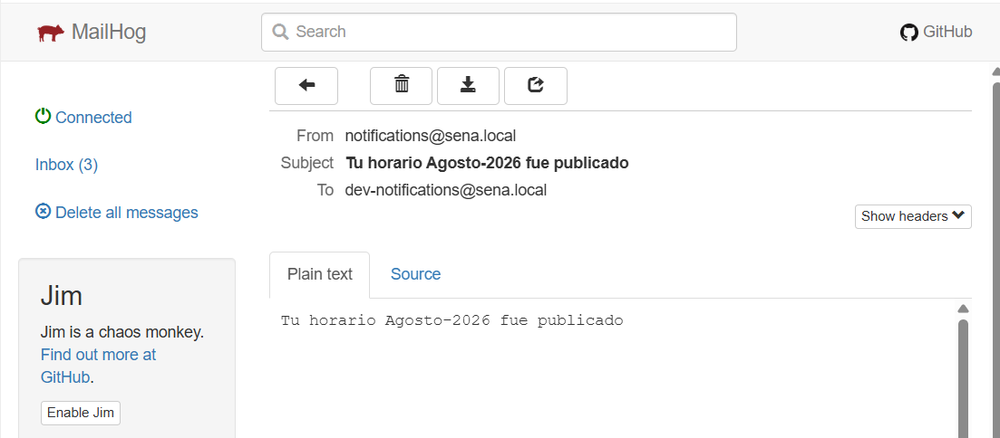 MailHog
Search
GitHub
Connected
Inbox (3)
Delete all messages
Jim
Jim is a chaos monkey.
Find out more at
GitHub.
Enable Jim
From notifications@sena.local
Subject Tu horario Agosto-2026 fue publicado
To dev-notifications@sena.local
Show headers
Plain text Source
Tu horario Agosto-2026 fue publicado